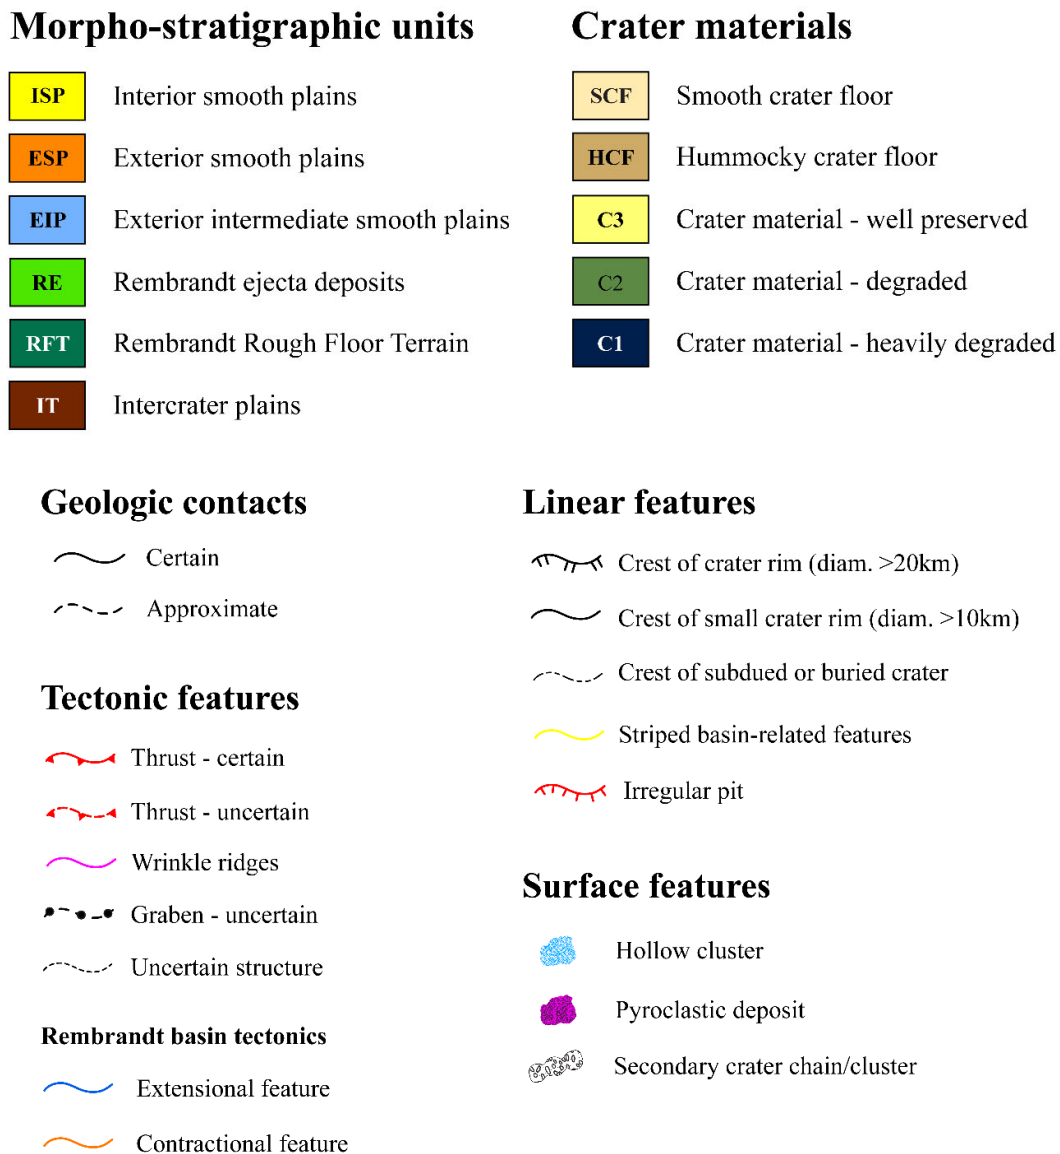 Morpho-stratigraphic units
ISP Interior smooth plains
ESP Exterior smooth plains
EIP Exterior intermediate smooth plains
RE Rembrandt ejecta deposits
RFT Rembrandt Rough Floor Terrain
IT Intercrater plains
Crater materials
SCF Smooth crater floor
HCF Hummocky crater floor
C3 Crater material - well preserved
C2 Crater material - degraded
C1 Crater material - heavily degraded
Geologic contacts
Certain
Approximate
Tectonic features
Thrust - certain
Thrust - uncertain
Wrinkle ridges
Graben - uncertain
Uncertain structure
Rembrandt basin tectonics
Extensional feature
Contractional feature
Linear features
Crest of crater rim (diam. >20km)
Crest of small crater rim (diam. >10km)
Crest of subdued or buried crater
Striped basin-related features
Irregular pit
Surface features
Hollow cluster
Pyroclastic deposit
Secondary crater chain/cluster